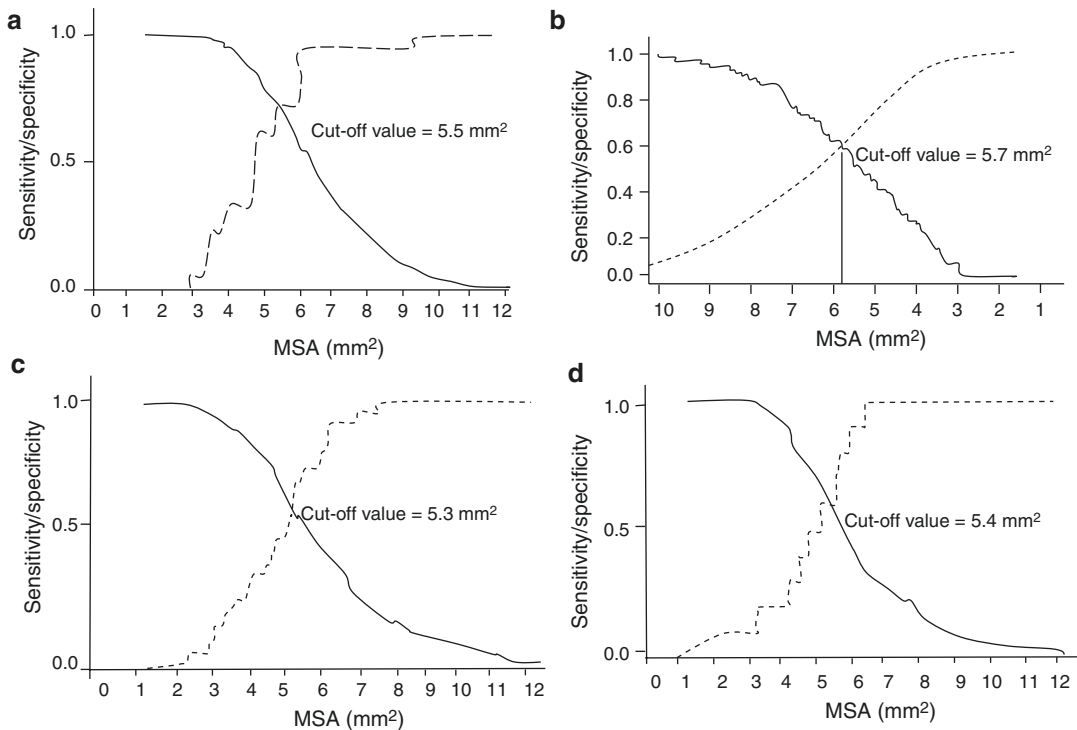 a
1.0
0.5
0.0
Sensitivity/specificity
Cut-off value = 5.5 mm²
0 1 2 3 4 5 6 7 8 9 10 11 12
MSA (mm²)
b
1.0
0.8
0.6
0.4
0.2
0.0
Sensitivity/specificity
Cut-off value = 5.7 mm²
10 9 8 7 6 5 4 3 2 1
MSA (mm²)
c
1.0
0.5
0.0
Sensitivity/specificity
Cut-off value = 5.3 mm²
0 1 2 3 4 5 6 7 8 9 10 11 12
MSA (mm²)
d
1.0
0.5
0.0
Sensitivity/specificity
Cut-off value = 5.4 mm²
0 1 2 3 4 5 6 7 8 9 10 11 12
MSA (mm²)